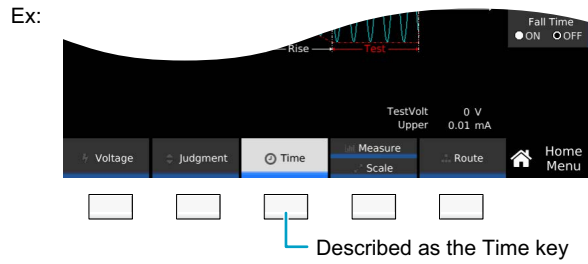 Ex:
Fall Time
ON OFF
Rise
Test
TestVolt 0 V
Upper 0.01 mA
Voltage
Judgment
Time
Measure
Scale
Route
Home
Menu
Described as the Time key